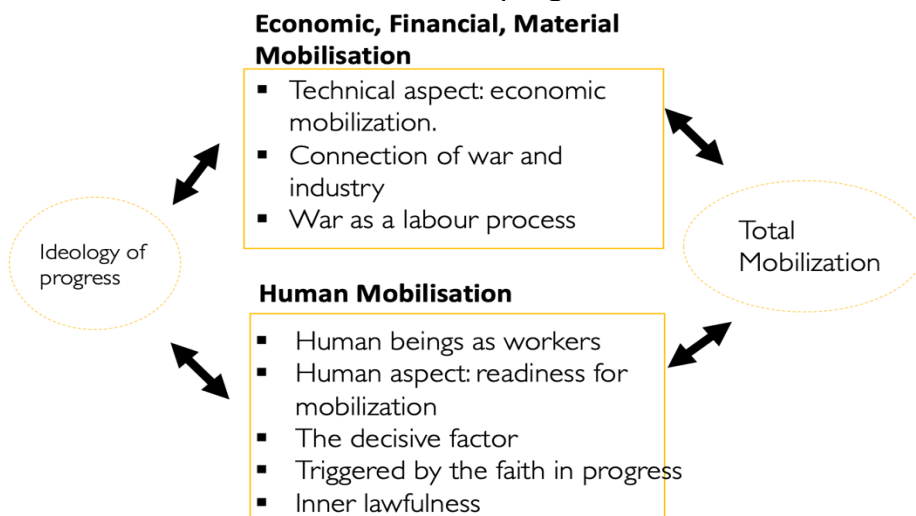 Economic, Financial, Material
Mobilisation
▪ Technical aspect: economic
mobilization.
▪ Connection of war and
industry
▪ War as a labour process
Ideology of
progress
Total
Mobilization
Human Mobilisation
▪ Human beings as workers
▪ Human aspect: readiness for
mobilization
▪ The decisive factor
▪ Triggered by the faith in progress
▪ Inner lawfulness